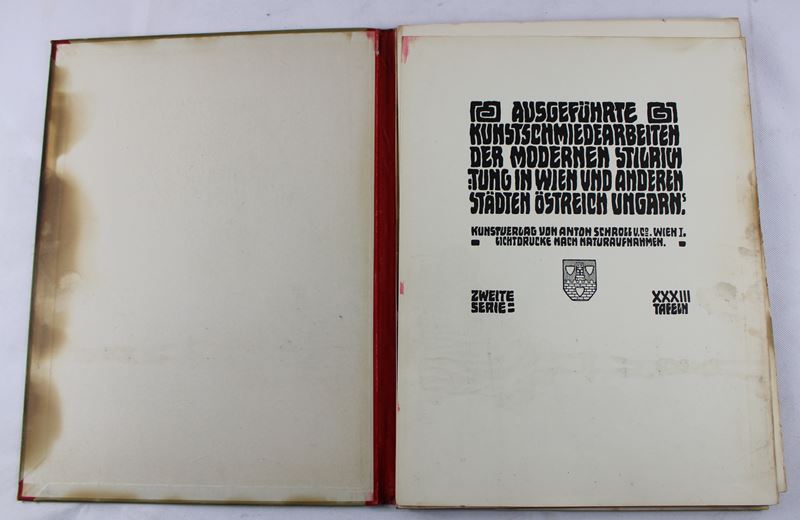 AUSGEFÜHRTE
KUNSTSCHMIEDEARBEITEN
DER MODERNEN STILRICH
:TUNG IN WIEN UND ANDEREN
STÄDTEN ÖSTREICH UNGARNS.
KUNSTVERLAG VON ANTON SCHROLL U. CO. WIEN I.
LICHTDRUCKE NACH NATURAUFNAHMEN.
ZWEITE XXXIII
SERIE: TAFELN